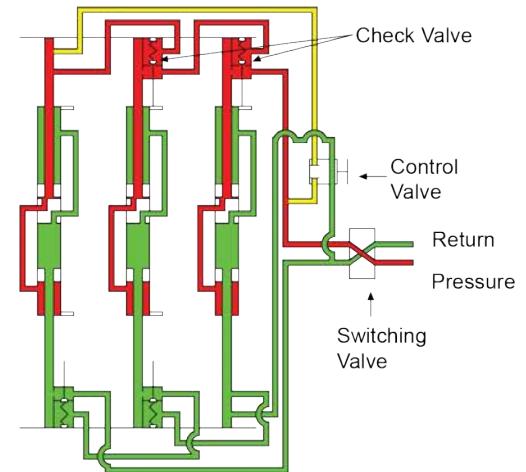 Check Valve
Control
Valve
Return
Pressure
Switching
Valve